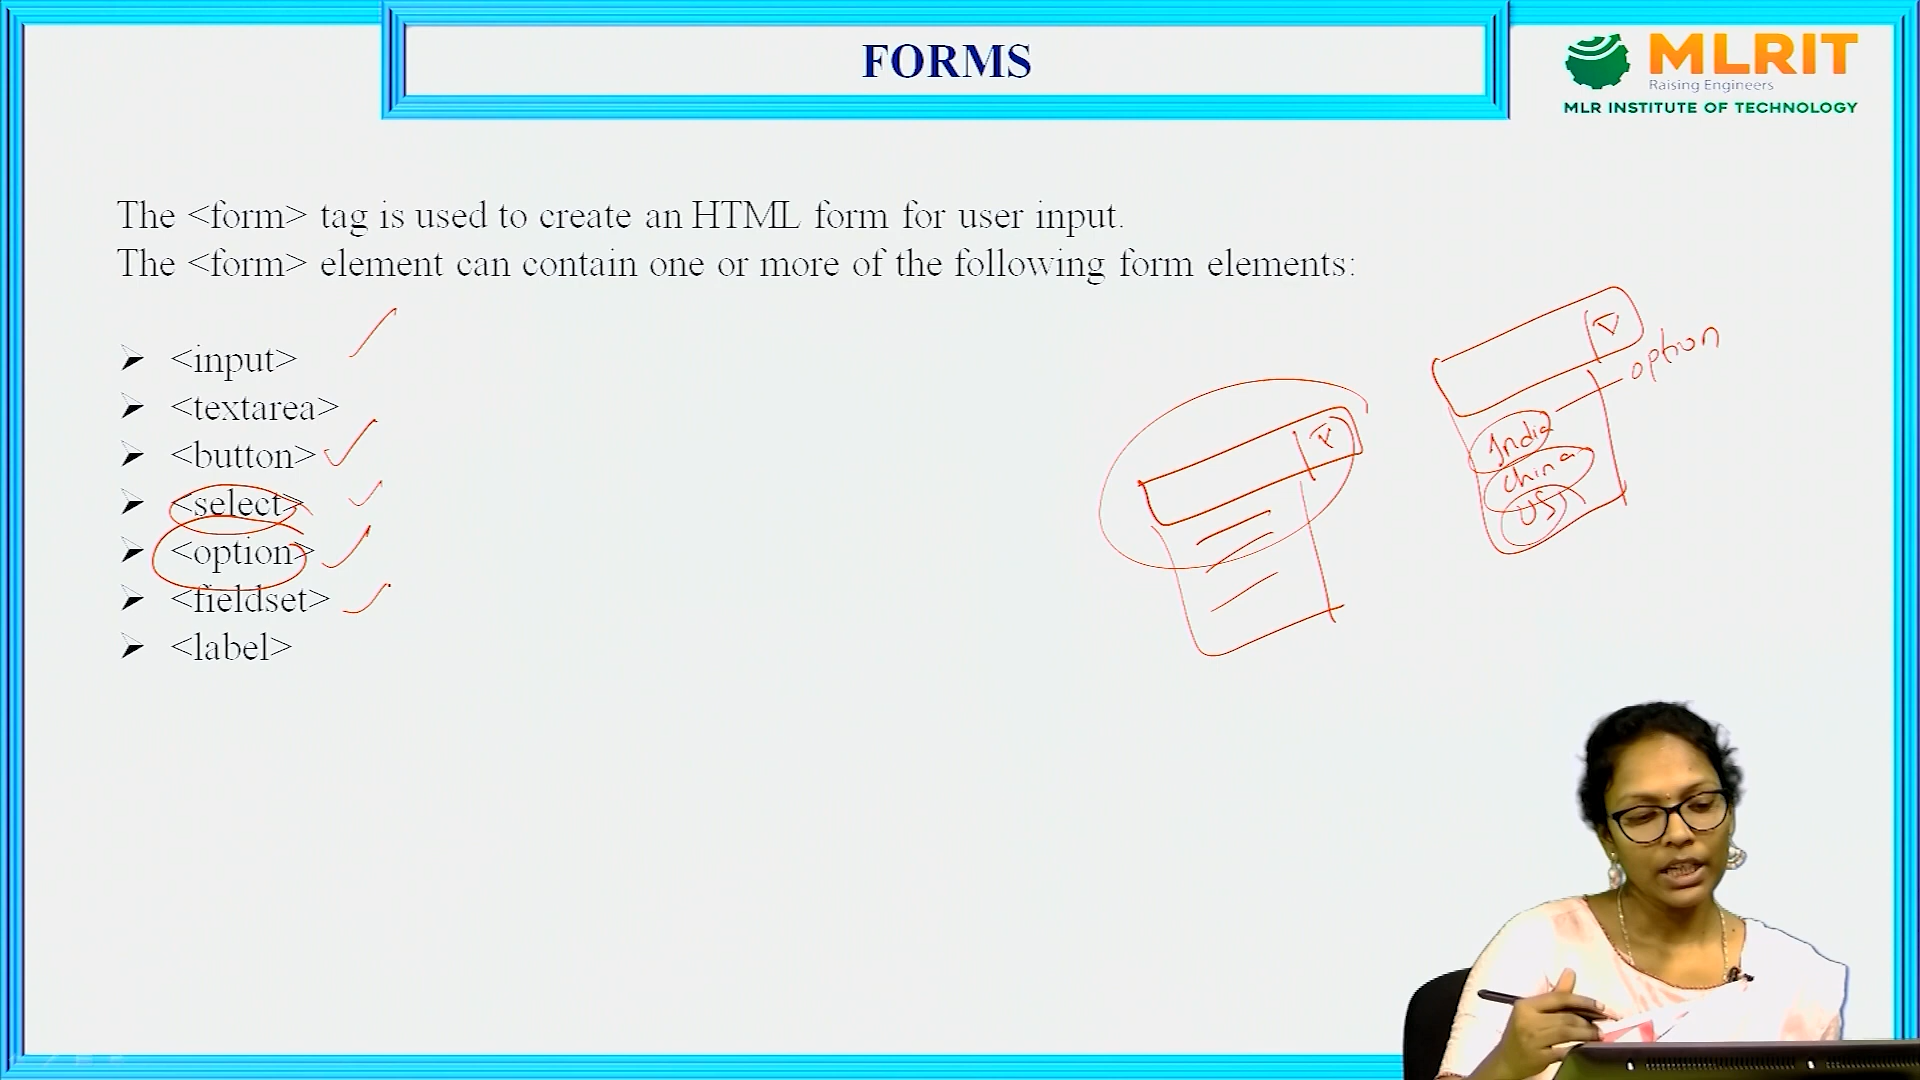 FORMS
MLRIT
Raising Engineers
MLR INSTITUTE OF TECHNOLOGY
The <form> tag is used to create an HTML form for user input.
The <form> element can contain one or more of the following form elements:
<input>
<textarea>
<button>
<select>
<option>
<fieldset>
<label>
option
India
China